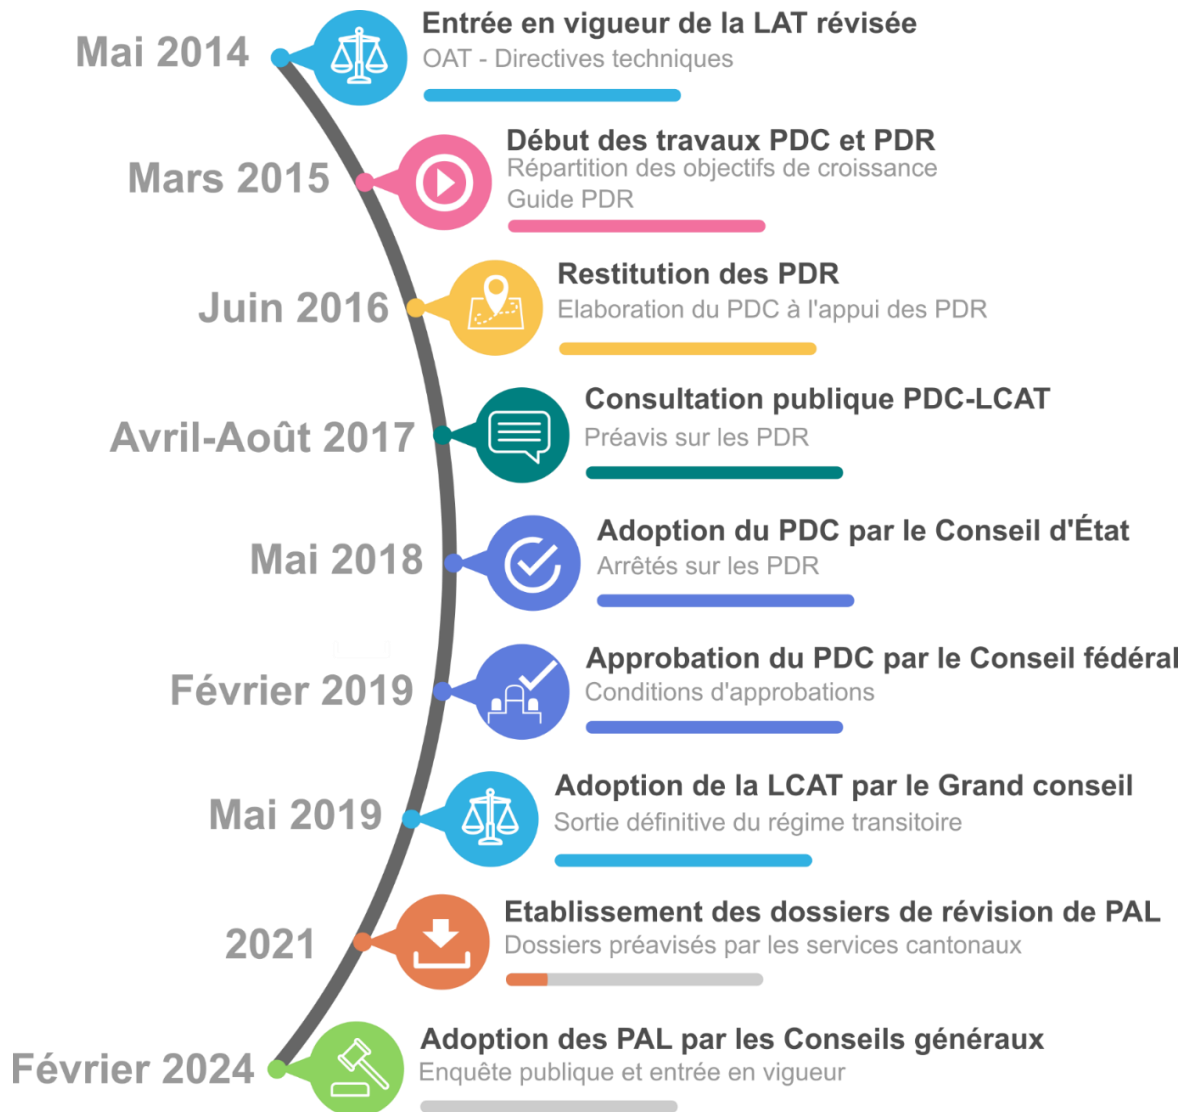 Mai 2014
Entrée en vigueur de la LAT révisée
OAT - Directives techniques
Mars 2015
Début des travaux PDC et PDR
Répartition des objectifs de croissance
Guide PDR
Juin 2016
Restitution des PDR
Elaboration du PDC à l'appui des PDR
Avril-Août 2017
Consultation publique PDC-LCAT
Préavis sur les PDR
Mai 2018
Adoption du PDC par le Conseil d'État
Arrêtés sur les PDR
Février 2019
Approbation du PDC par le Conseil fédéral
Conditions d'approbations
Mai 2019
Adoption de la LCAT par le Grand conseil
Sortie définitive du régime transitoire
2021
Etablissement des dossiers de révision de PAL
Dossiers préavisés par les services cantonaux
Février 2024
Adoption des PAL par les Conseils généraux
Enquête publique et entrée en vigueur